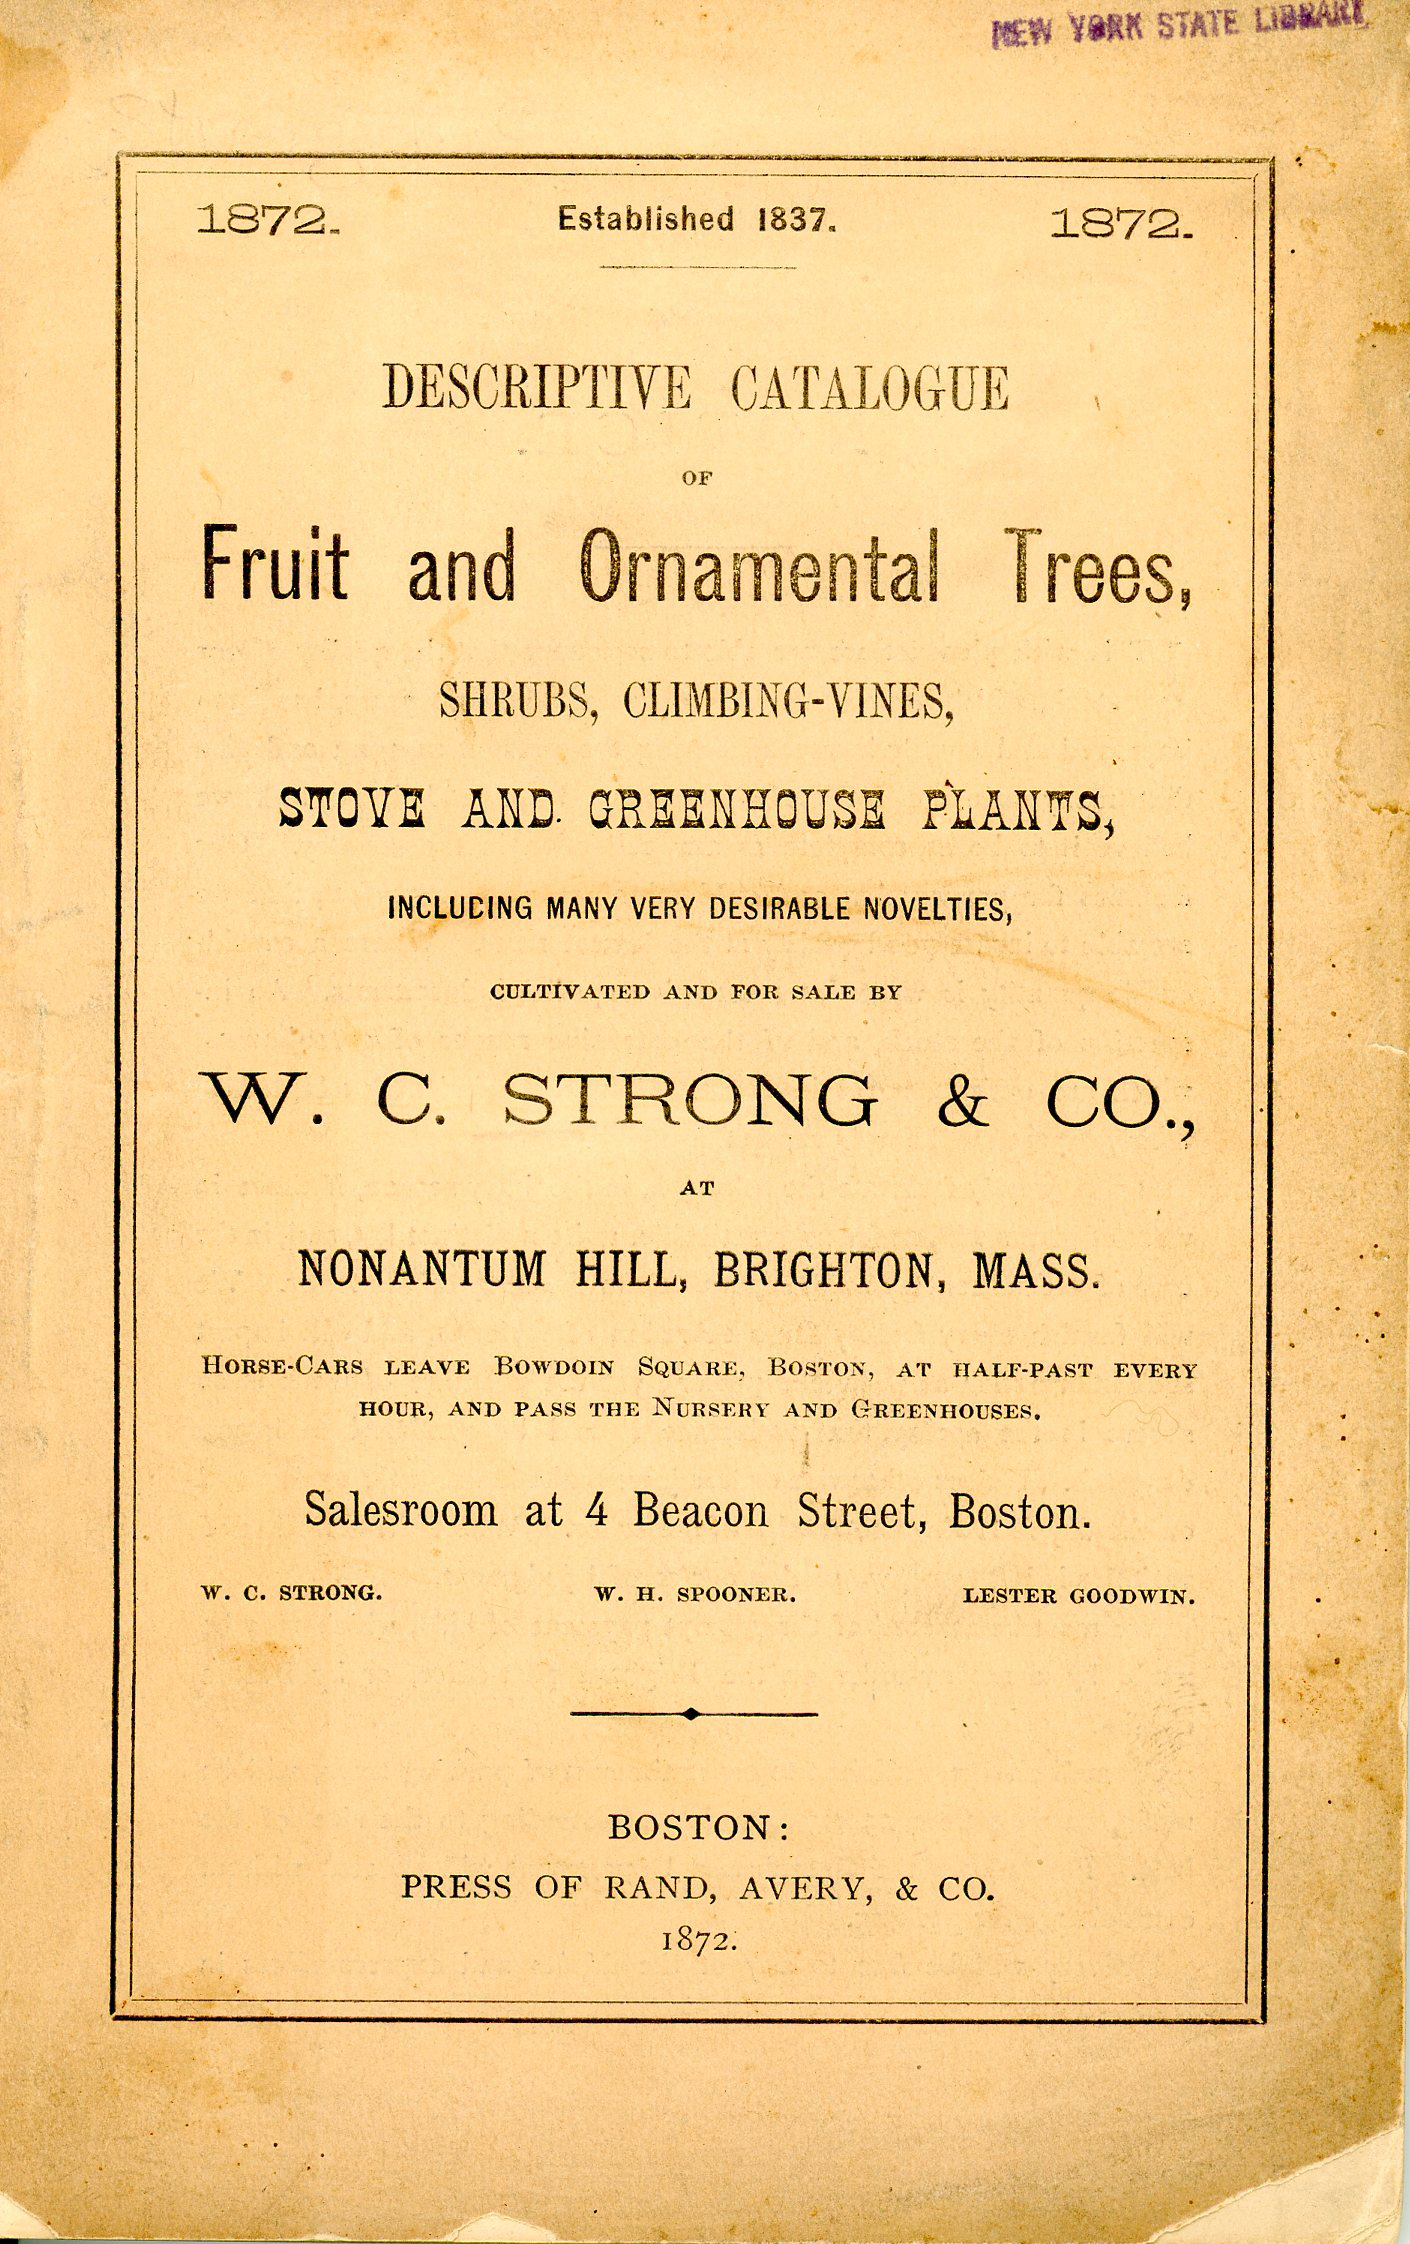 NEW YORK STATE LIBRARY
1872. Established 1837. 1872.
DESCRIPTIVE CATALOGUE
OF
Fruit and Ornamental Trees,
SHRUBS, CLIMBING-VINES,
STOVE AND GREENHOUSE PLANTS,
INCLUDING MANY VERY DESIRABLE NOVELTIES,
CULTIVATED AND FOR SALE BY
W. C. STRONG & CO.,
AT
NONANTUM HILL, BRIGHTON, MASS.
HORSE-CARS LEAVE BOWDOIN SQUARE, BOSTON, AT HALF-PAST EVERY
HOUR, AND PASS THE NURSERY AND GREENHOUSES.
Salesroom at 4 Beacon Street, Boston.
W. C. STRONG. W. H. SPOONER. LESTER GOODWIN.
BOSTON:
PRESS OF RAND, AVERY, & CO.
1872.